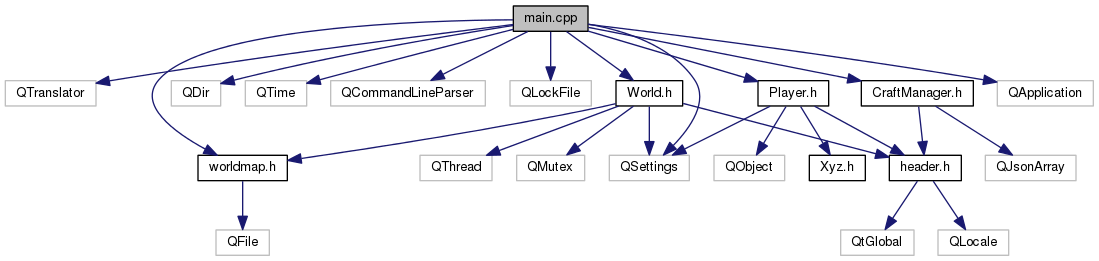 main.cpp
QTranslator
QDir
QTime
QCommandLineParser
QLockFile
World.h
Player.h
CraftManager.h
QApplication
worldmap.h
QThread
QMutex
QSettings
QObject
Xyz.h
header.h
QJsonArray
QFile
QtGlobal
QLocale